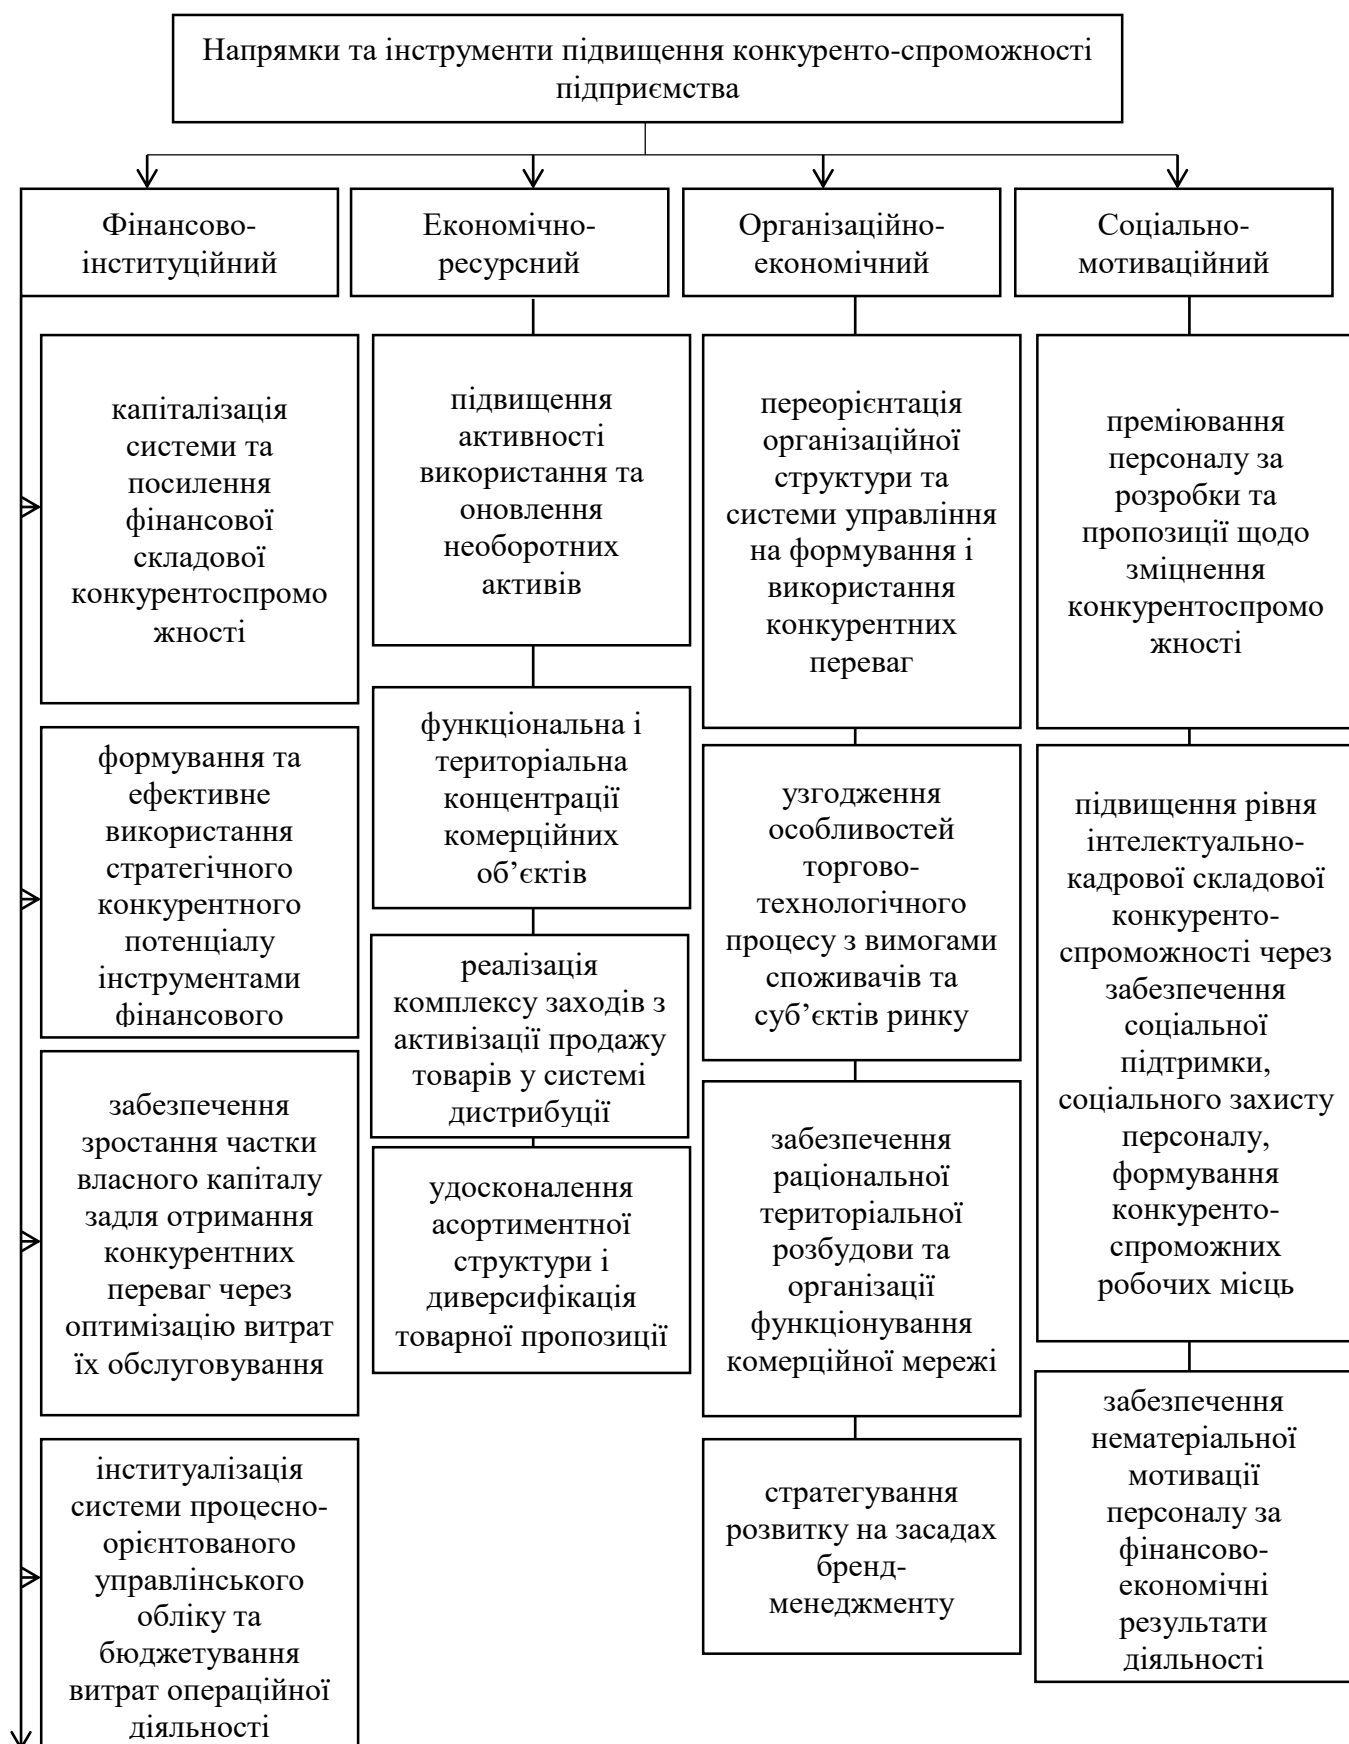 Напрямки та інструменти підвищення конкуренто-спроможності
підприємства
Фінансово-
інституційний
Економічно-
ресурсний
Організаційно-
економічний
Соціально-
мотиваційний
капіталізація
системи та
посилення
фінансової
складової
конкурентоспромо
жності
формування та
ефективне
використання
стратегічного
конкурентного
потенціалу
інструментами
фінансового
забезпечення
зростання частки
власного капіталу
задля отримання
конкурентних
переваг через
оптимізацію витрат
їх обслуговування
інституалізація
системи процесно-
орієнтованого
управлінського
обліку та
бюджетування
витрат операційної
діяльності
підвищення
активності
використання та
оновлення
необоротних
активів
функціональна і
територіальна
концентрації
комерційних
об’єктів
реалізація
комплексу заходів з
активізації продажу
товарів у системі
дистрибуції
удосконалення
асортиментної
структури і
диверсифікація
товарної пропозиції
переорієнтація
організаційної
структури та
системи управління
на формування і
використання
конкурентних
переваг
узгодження
особливостей
торгово-
технологічного
процесу з вимогами
споживачів та
суб’єктів ринку
забезпечення
раціональної
територіальної
розбудови та
організації
функціонування
комерційної мережі
стратегування
розвитку на засадах
бренд-
менеджменту
преміювання
персоналу за
розробки та
пропозиції щодо
зміцнення
конкурентоспромо
жності
підвищення рівня
інтелектуально-
кадрової складової
конкуренто-
спроможності через
забезпечення
соціальної
підтримки,
соціального захисту
персоналу,
формування
конкуренто-
спроможних
робочих місць
забезпечення
нематеріальної
мотивації
персоналу за
фінансово-
економічні
результати
діяльності